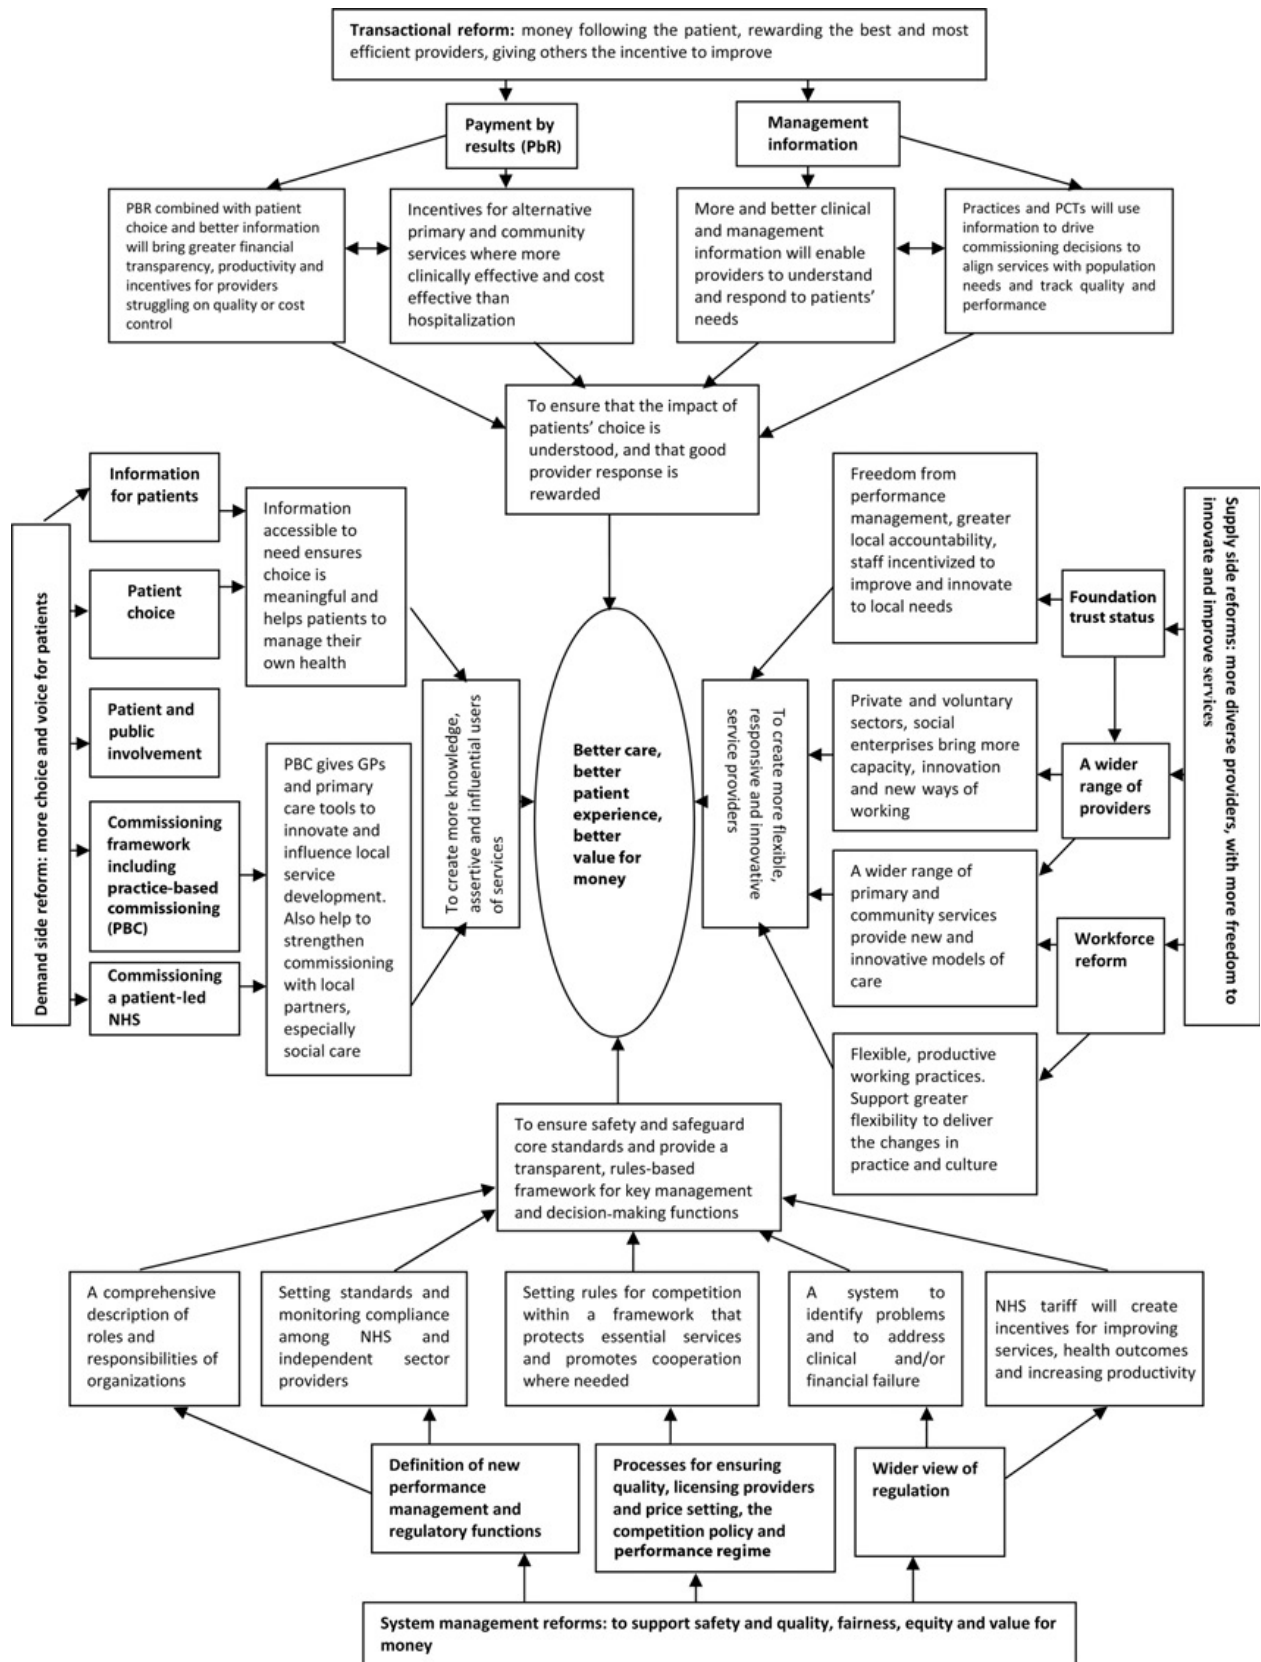 Transactional reform: money following the patient, rewarding the best and most
efficient providers, giving others the incentive to improve
Payment by
results (PbR)
Management
information
PBR combined with patient
choice and better information
will bring greater financial
transparency, productivity and
incentives for providers
struggling on quality or cost
control
Incentives for alternative
primary and community
services where more
clinically effective and cost
effective than
hospitalization
More and better clinical
and management
information will enable
providers to understand
and respond to patients’
needs
Practices and PCTs will use
information to drive
commissioning decisions to
align services with population
needs and track quality and
performance
To ensure that the impact of
patients’ choice is
understood, and that good
provider response is
rewarded
Demand side reform: more choice and voice for patients
Information
for patients
Patient
choice
Patient and
public
involvement
Commissioning
framework
including
practice-based
commissioning
(PBC)
Commissioning
a patient-led
NHS
Information
accessible to
need ensures
choice is
meaningful and
helps patients to
manage their
own health
PBC gives GPs
and primary
care tools to
innovate and
influence local
service
development.
Also help to
strengthen
commissioning
with local
partners,
especially
social care
To create more knowledge,
assertive and influential users
of services
Better care,
better
patient
experience,
better
value for
money
To create more flexible,
responsive and innovative
service providers
Freedom from
performance
management, greater
local accountability,
staff incentivized to
improve and innovate
to local needs
Private and voluntary
sectors, social
enterprises bring more
capacity, innovation
and new ways of
working
A wider range of
primary and
community services
provide new and
innovative models of
care
Flexible, productive
working practices.
Support greater
flexibility to deliver
the changes in
practice and culture
Foundation
trust status
A wider
range of
providers
Workforce
reform
Supply side reforms: more diverse providers, with more freedom to
innovate and improve services
To ensure safety and safeguard
core standards and provide a
transparent, rules-based
framework for key management
and decision-making functions
A comprehensive
description of
roles and
responsibilities of
organizations
Setting standards and
monitoring compliance
among NHS and
independent sector
providers
Setting rules for competition
within a framework that
protects essential services
and promotes cooperation
where needed
A system to
identify problems
and to address
clinical and/or
financial failure
NHS tariff will create
incentives for improving
services, health outcomes
and increasing productivity
Definition of new
performance
management and
regulatory functions
Processes for ensuring
quality, licensing providers
and price setting, the
competition policy and
performance regime
Wider view of
regulation
System management reforms: to support safety and quality, fairness, equity and value for
money